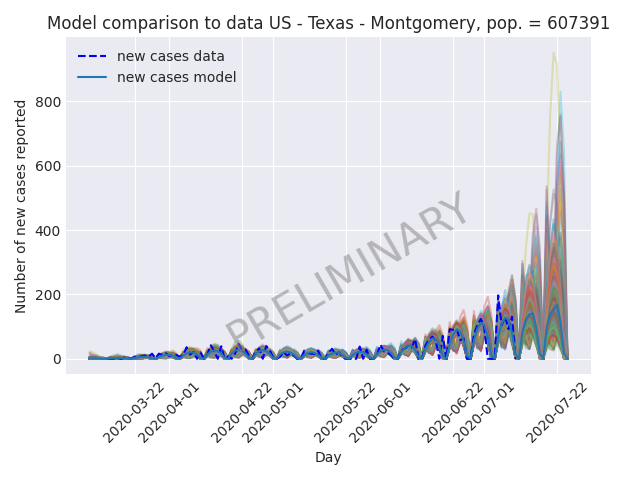 Model comparison to data US - Texas - Montgomery, pop. = 607391
new cases data
new cases model
Number of new cases reported
800
600
400
200
0
PRELIMINARY
2020-03-22
2020-04-01
2020-04-22
2020-05-01
2020-05-22
2020-06-01
2020-06-22
2020-07-01
2020-07-22
Day